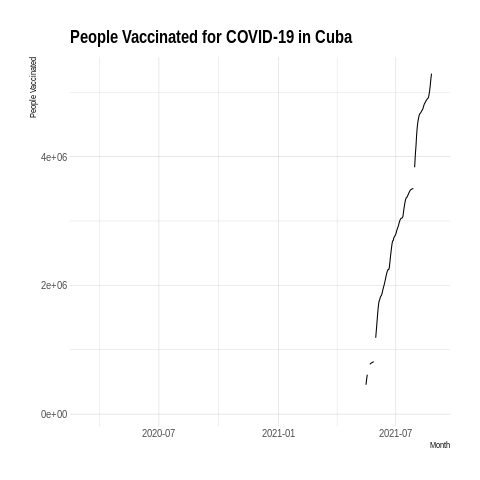 People Vaccinated for COVID-19 in Cuba
People Vaccinated
4e+06
2e+06
0e+00
2020-07 2021-01 2021-07
Month